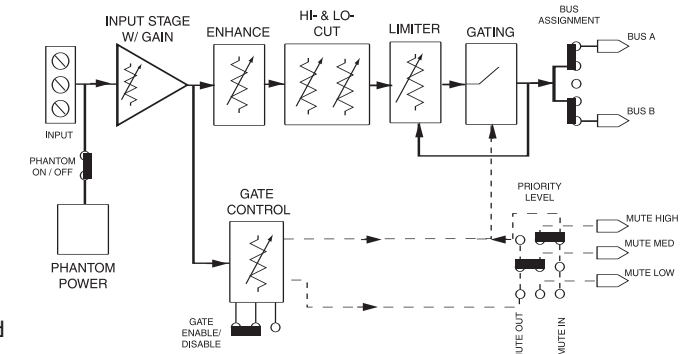 INPUT STAGE
W/ GAIN
ENHANCE
HI- & LO-
CUT
LIMITER
GATING
BUS
ASSIGNMENT
BUS A
BUS B
INPUT
PHANTOM
ON / OFF
PHANTOM
POWER
GATE
CONTROL
GATE
ENABLE/
DISABLE
PRIORITY
LEVEL
MUTE HIGH
MUTE MED
MUTE LOW
MUTE OUT
MUTE IN